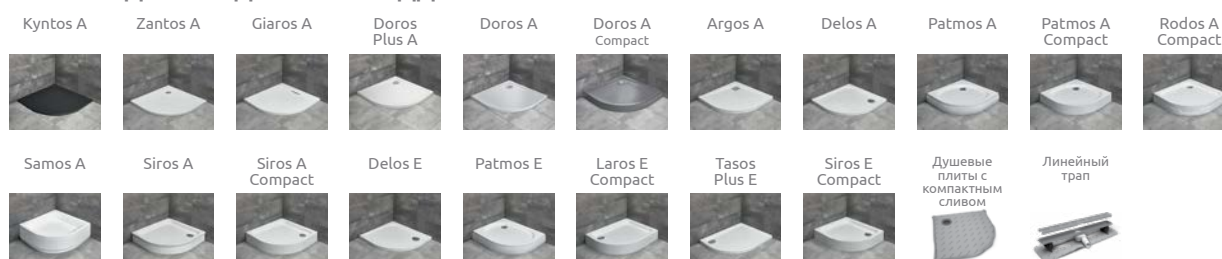 Kyntos A
Zantos A
Giaros A
Doros
Plus A
Doros A
Doros A
Compact
Argos A
Delos A
Patmos A
Patmos A
Compact
Rodos A
Compact
Samos A
Siros A
Siros A
Compact
Delos E
Patmos E
Laros E
Compact
Tasos
Plus E
Siros E
Compact
Душевые
плиты с
компактным
сливом
Линейный
трап